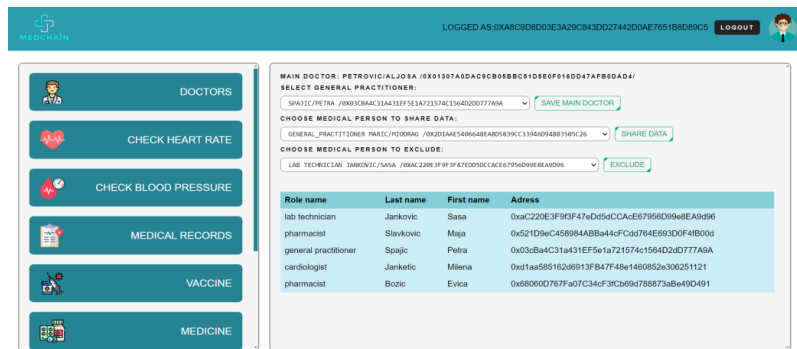 LOGGED AS:0XA8C9D6D03E3A29C843DD27442D0AE7651B8D89C5 LOGOUT
MEDCHAIN
DOCTORS
CHECK HEART RATE
CHECK BLOOD PRESSURE
MEDICAL RECORDS
VACCINE
MEDICINE
MAIN DOCTOR: PETROVIC/ALJOSA /0X01307A0DAC9CB05BBC51D5E0F016DD47AFB0DAD4/
SELECT GENERAL PRACTITIONER:
SPAJIC/PETRA /0X03CBA4C31A431EF5E1A721574C1564D2DD777A9A SAVE MAIN DOCTOR
CHOOSE MEDICAL PERSON TO SHARE DATA:
GENERAL_PRACTITIONER MARIC/MIODRAG /0X2D1AAE5406648EA8D5839CC33946D94883505C26 SHARE DATA
CHOOSE MEDICAL PERSON TO EXCLUDE:
LAB TECHNICIAN JANKOVIC/SASA /0XAC220E3F9F3F47EDD5DCCACE67956D99E8EA9D96 EXCLUDE
Role name Last name First name Adress
lab technician Jankovic Sasa 0xaC220E3F9f3F47eDd5dCCAcE67956D99e8EA9d96
pharmacist Slavkovic Maja 0x521D9eC458984ABBa44cFCdd764E693D0F4fB00d
general practitioner Spajic Petra 0x03cBa4C31a431EF5e1a721574c1564D2dD777A9A
cardiologist Janketic Milena 0xd1aa585162d6913FB47F48e1460852e306251121
pharmacist Bozic Evica 0x68060D767Fa07C34cF3fCb69d788873aBe49D491